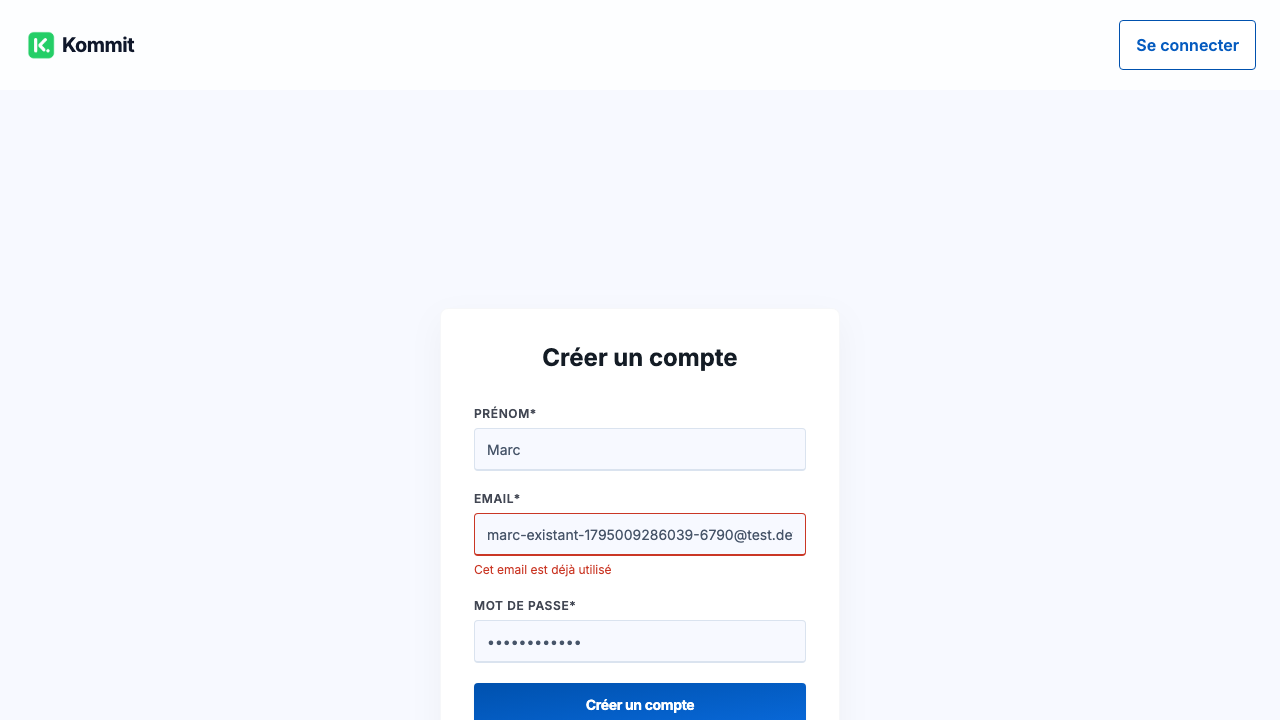 Kommit
Se connecter
Créer un compte
PRÉNOM*
Marc
EMAIL*
marc-existant-1795009286039-6790@test.de
Cet email est déjà utilisé
MOT DE PASSE*
••••••••••••
Créer un compte